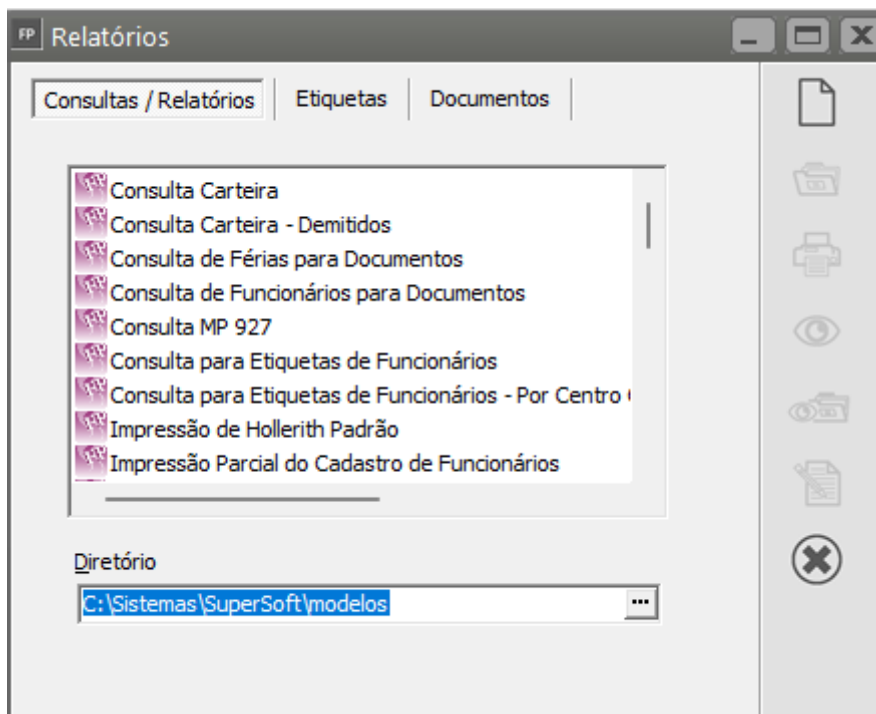 FP Relatórios
Consultas / Relatórios Etiquetas Documentos
Consulta Carteira
Consulta Carteira - Demitidos
Consulta de Férias para Documentos
Consulta de Funcionários para Documentos
Consulta MP 927
Consulta para Etiquetas de Funcionários
Consulta para Etiquetas de Funcionários - Por Centro
Impressão de Hollerith Padrão
Impressão Parcial do Cadastro de Funcionários
Diretório
C:\Sistemas\SuperSoft\modelos ...